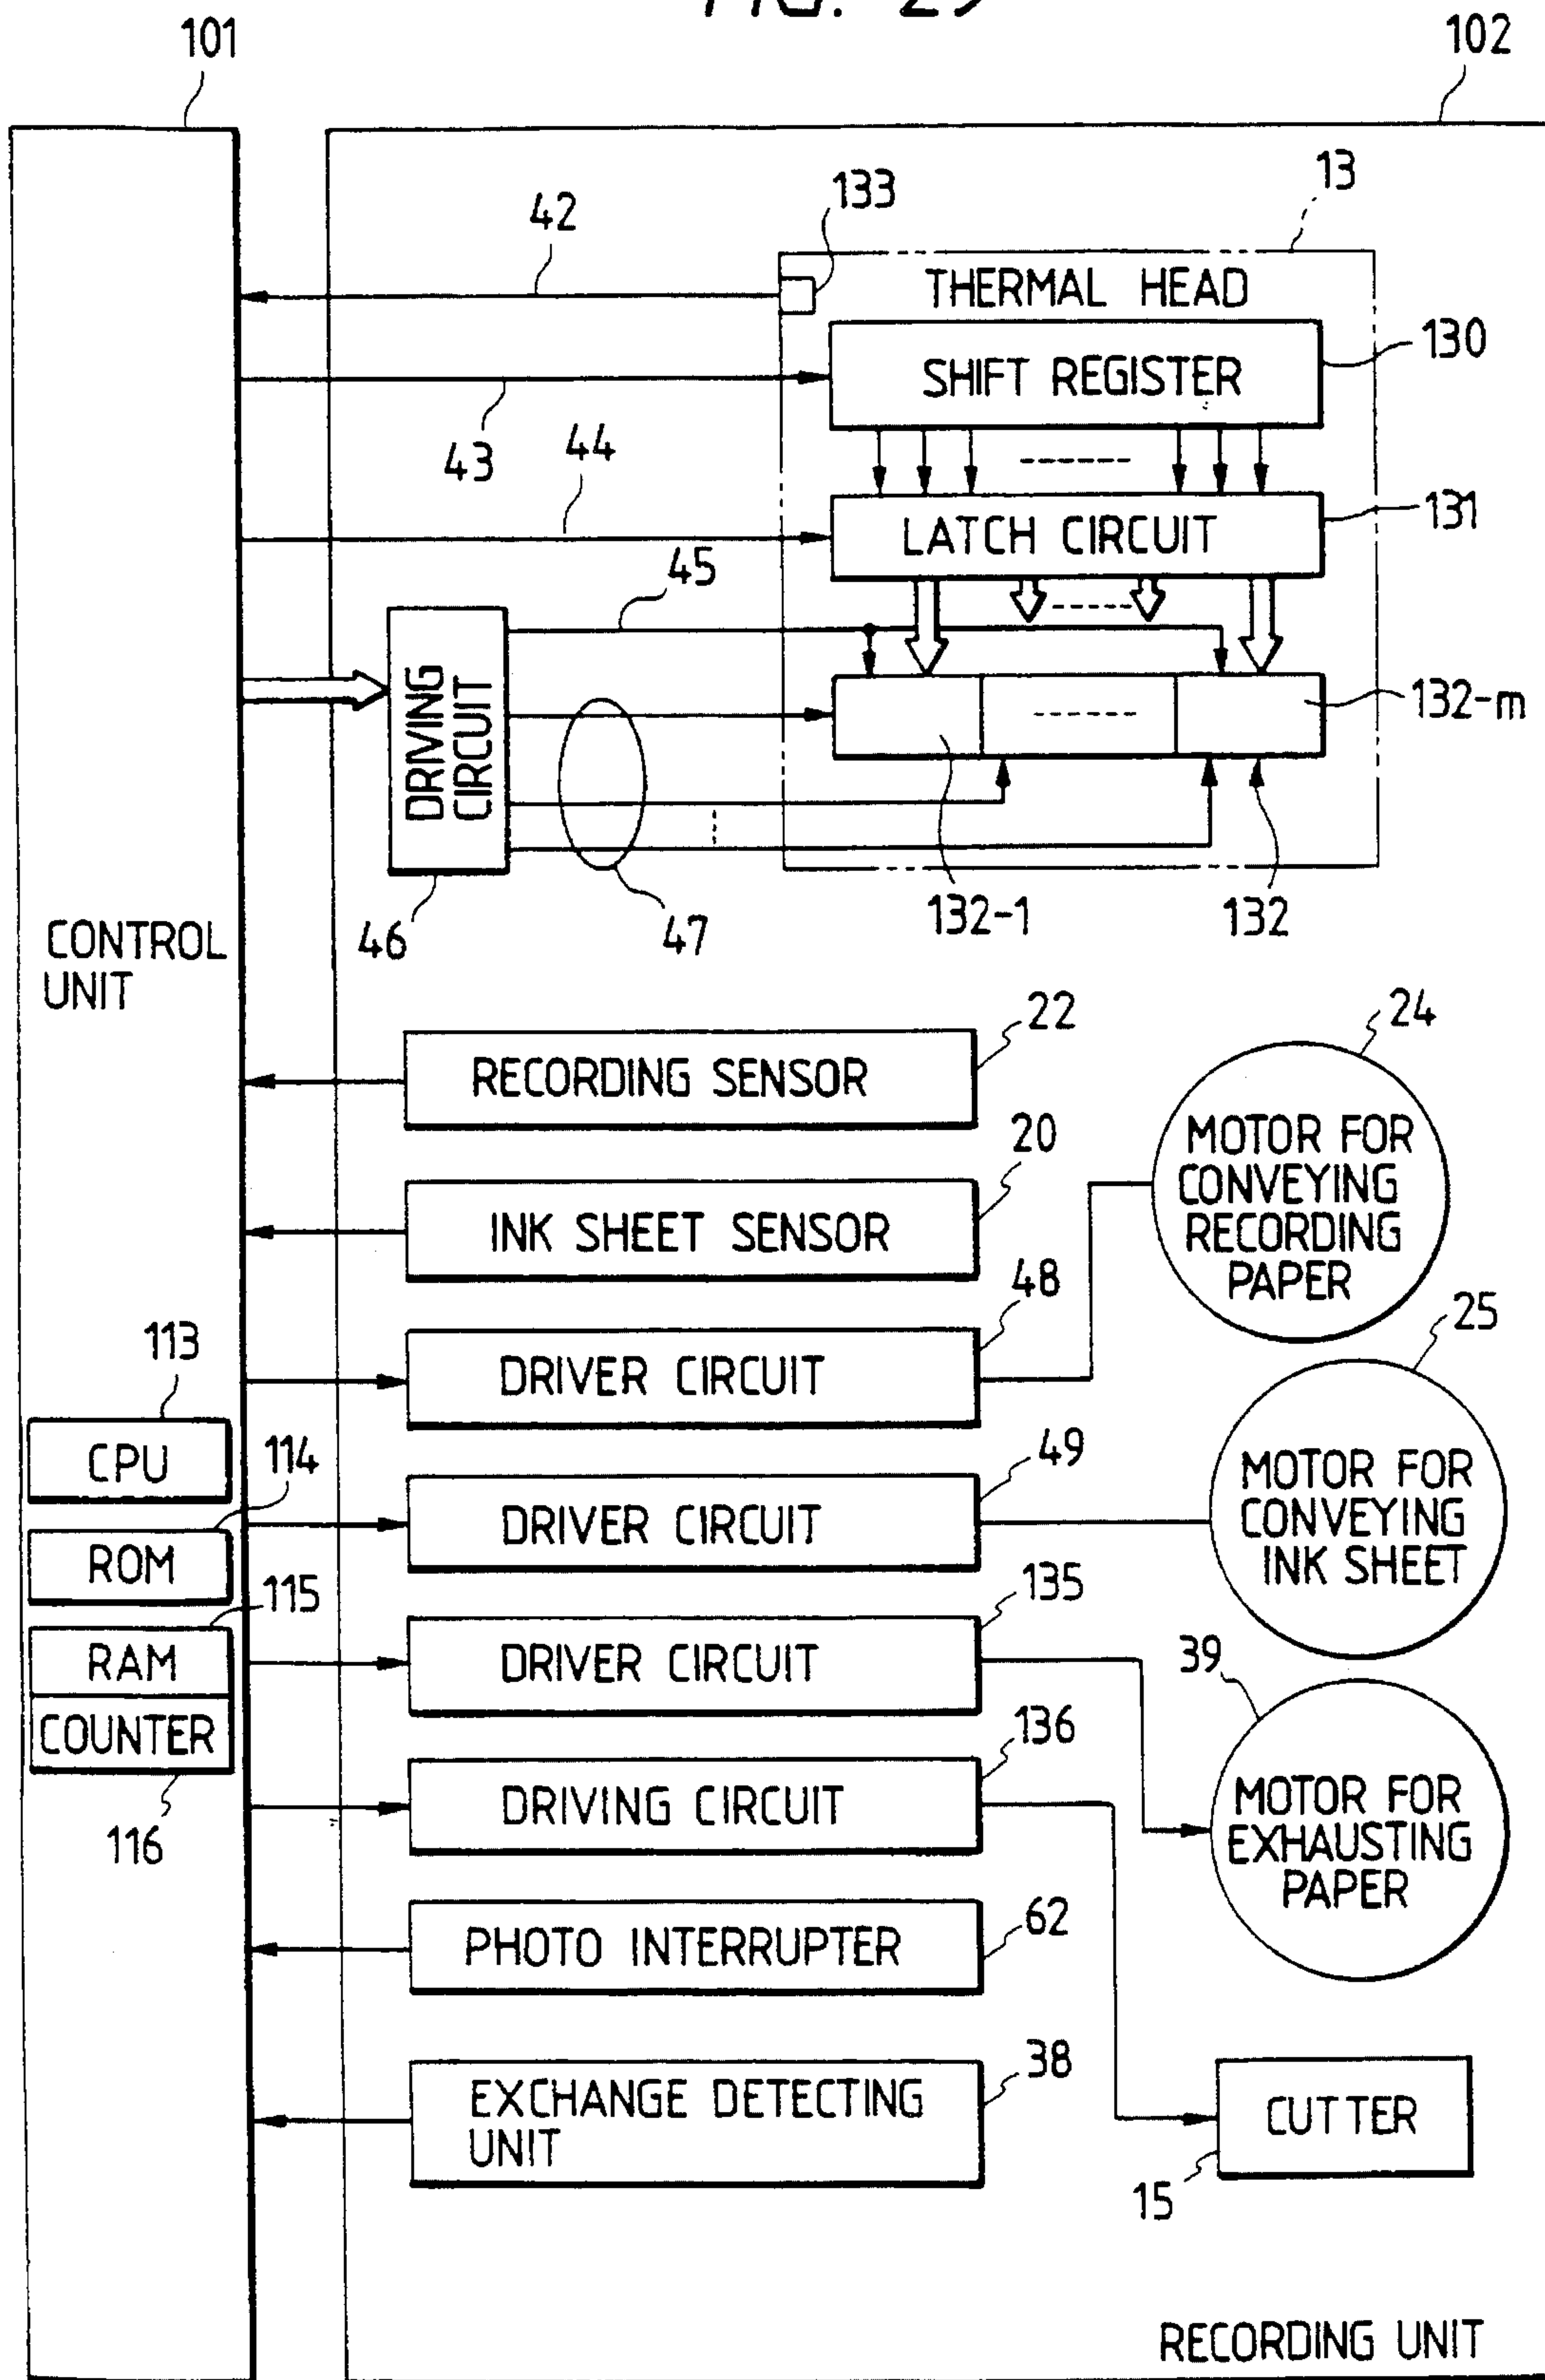 FIG. 29
101
102
133
13
42
THERMAL HEAD
SHIFT REGISTER
130
43
44
LATCH CIRCUIT
131
45
DRIVING
CIRCUIT
132-m
46
47
132-1
132
CONTROL
UNIT
22
RECORDING SENSOR
24
MOTOR FOR
CONVEYING
RECORDING
PAPER
20
INK SHEET SENSOR
48
DRIVER CIRCUIT
25
MOTOR FOR
CONVEYING
INK SHEET
113
CPU
114
ROM
115
RAM
COUNTER
116
49
DRIVER CIRCUIT
135
DRIVER CIRCUIT
39
MOTOR FOR
EXHAUSTING
PAPER
136
DRIVING CIRCUIT
62
PHOTO INTERRUPTER
38
EXCHANGE DETECTING
UNIT
CUTTER
15
RECORDING UNIT